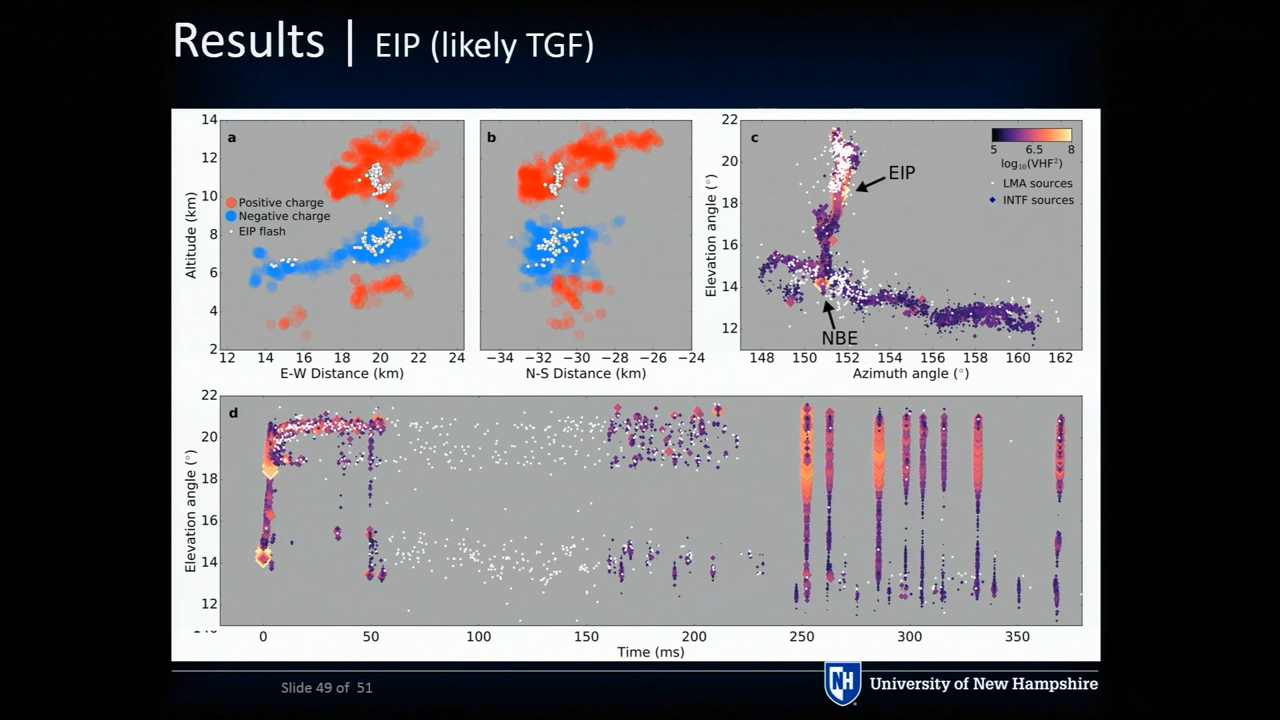 Results | EIP (likely TGF)
a
14
12
10
8
6
4
2
Altitude (km)
Positive charge
Negative charge
EIP flash
12 14 16 18 20 22 24
E-W Distance (km)
b
−34 −32 −30 −28 −26 −24
N-S Distance (km)
c
22
20
18
16
14
12
Elevation angle (°)
5 6.5 8
log₁₀(VHF²)
LMA sources
INTF sources
EIP
NBE
148 150 152 154 156 158 160 162
Azimuth angle (°)
d
22
20
18
16
14
12
Elevation angle (°)
0 50 100 150 200 250 300 350
Time (ms)
Slide 49 of 51
NH
University of New Hampshire